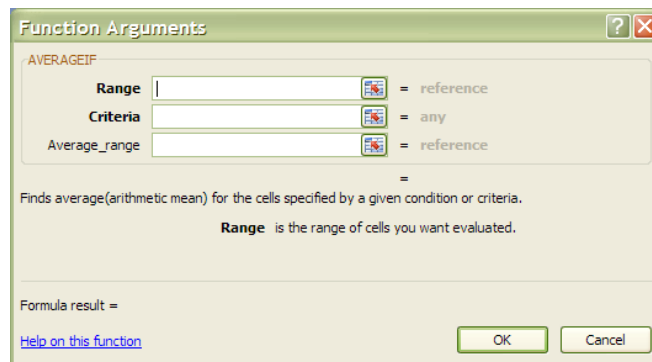 Function Arguments
AVERAGEIF
Range = reference
Criteria = any
Average_range = reference
=
Finds average(arithmetic mean) for the cells specified by a given condition or criteria.
Range is the range of cells you want evaluated.
Formula result =
Help on this function OK Cancel